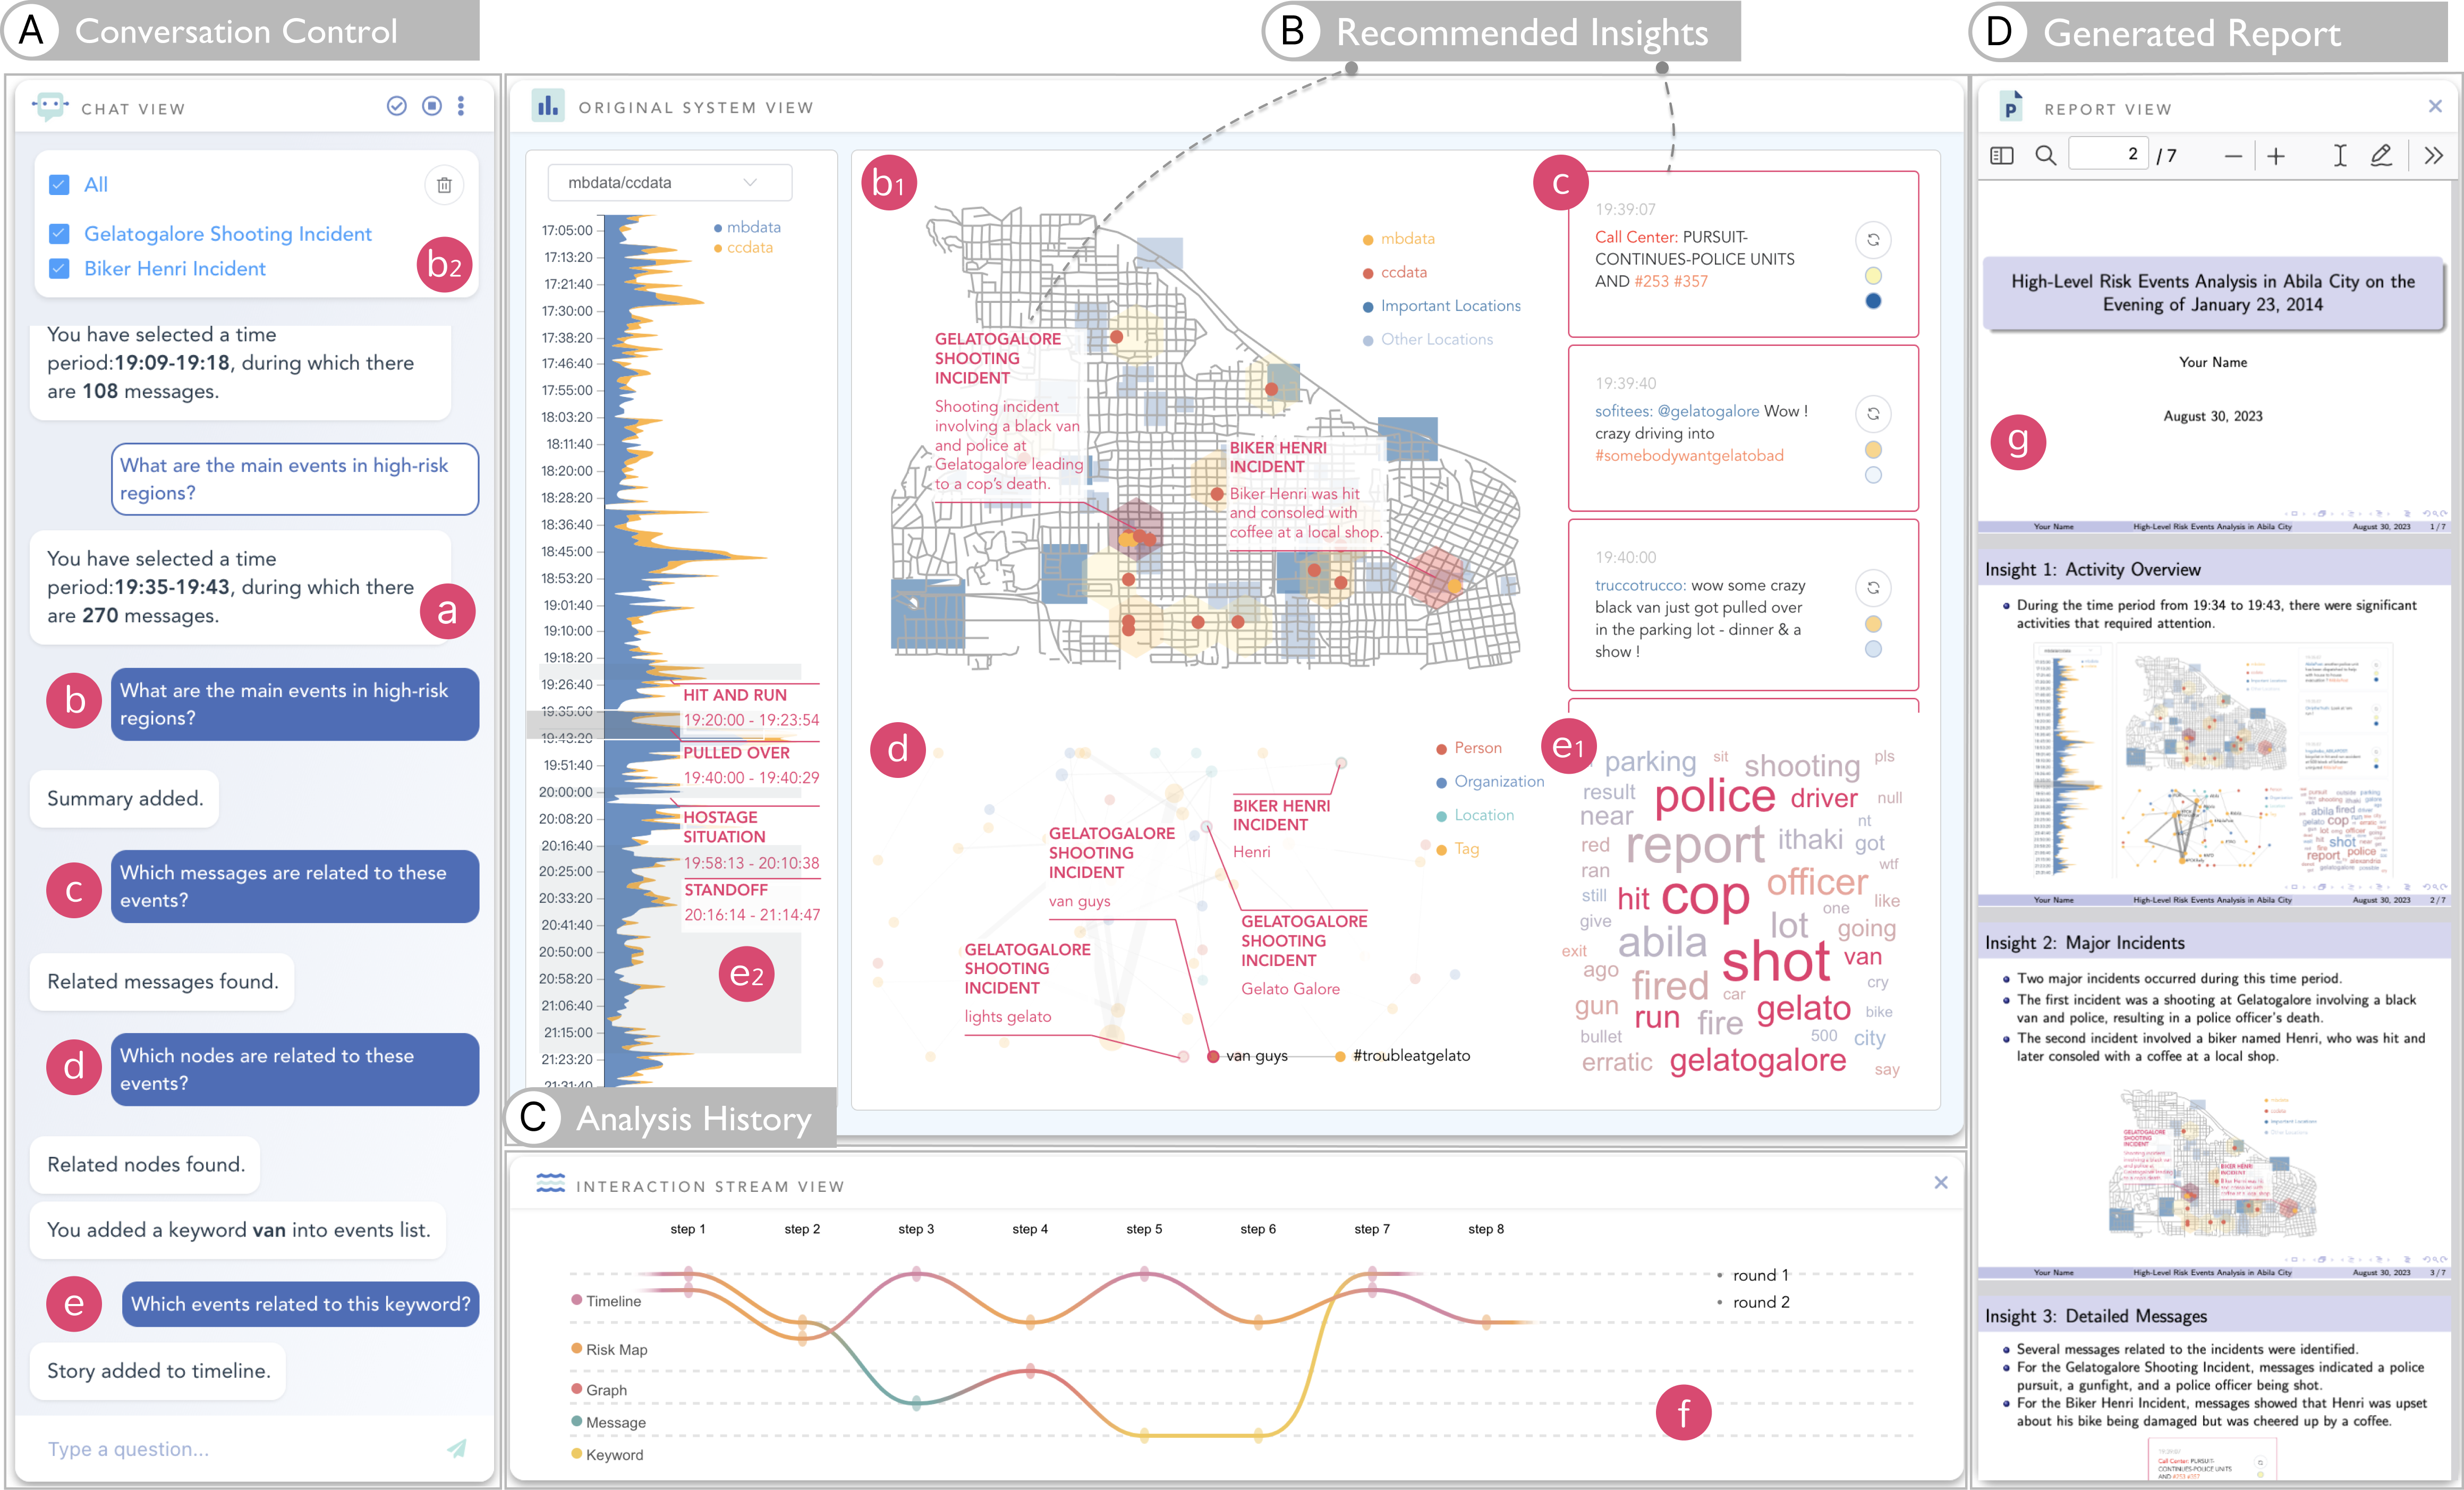 A Conversation Control
B Recommended Insights
D Generated Report
CHAT VIEW
All
Gelatogalore Shooting Incident
Biker Henri Incident
b2
You have selected a time
period:19:09-19:18, during which there
are 108 messages.
What are the main events in high-risk
regions?
You have selected a time
period:19:35-19:43, during which there
are 270 messages.
a
b
What are the main events in high-risk
regions?
Summary added.
c
Which messages are related to these
events?
Related messages found.
d
Which nodes are related to these
events?
Related nodes found.
You added a keyword van into events list.
e
Which events related to this keyword?
Story added to timeline.
Type a question...
ORIGINAL SYSTEM VIEW
mbdata/ccdata
mbdata
ccdata
17:05:00
17:13:20
17:21:40
17:30:00
17:38:20
17:46:40
17:55:00
18:03:20
18:11:40
18:20:00
18:28:20
18:36:40
18:45:00
18:53:20
19:01:40
19:10:00
19:18:20
19:26:40
19:35:00
19:43:20
19:51:40
20:00:00
20:08:20
20:16:40
20:25:00
20:33:20
20:41:40
20:50:00
20:58:20
21:06:40
21:15:00
21:23:20
21:31:40
HIT AND RUN
19:20:00 - 19:23:54
PULLED OVER
19:40:00 - 19:40:29
HOSTAGE
SITUATION
19:58:13 - 20:10:38
STANDOFF
20:16:14 - 21:14:47
e2
b1
mbdata
ccdata
Important Locations
Other Locations
GELATOGALORE
SHOOTING
INCIDENT
Shooting incident
involving a black van
and police at
Gelatogalore leading
to a cop's death.
BIKER HENRI
INCIDENT
Biker Henri was hit
and consoled with
coffee at a local shop.
c
19:39:07
Call Center: PURSUIT-
CONTINUES-POLICE UNITS
AND #253 #357
19:39:40
sofitees: @gelatogalore Wow !
crazy driving into
#somebodywantgelatobad
19:40:00
truccotrucco: wow some crazy
black van just got pulled over
in the parking lot - dinner & a
show !
d
Person
Organization
Location
Tag
BIKER HENRI
INCIDENT
Henri
GELATOGALORE
SHOOTING
INCIDENT
van guys
GELATOGALORE
SHOOTING
INCIDENT
Gelato Galore
GELATOGALORE
SHOOTING
INCIDENT
lights gelato
van guys
#troubleatgelato
e1
parking sit shooting pls
result police driver null
near nt
red report ithaki got
ran wtf
still hit cop officer like
give one
abila lot going
exit shot van
ago fired car cry
gun run fire gelato bike
bullet 500 city
erratic gelatogalore say
C Analysis History
INTERACTION STREAM VIEW
step 1 step 2 step 3 step 4 step 5 step 6 step 7 step 8
Timeline
Risk Map
Graph
Message
Keyword
round 1
round 2
f
REPORT VIEW
2 / 7
High-Level Risk Events Analysis in Abila City on the
Evening of January 23, 2014
Your Name
August 30, 2023
g
Your Name High-Level Risk Events Analysis in Abila City August 30, 2023 1 / 7
Insight 1: Activity Overview
During the time period from 19:34 to 19:43, there were significant
activities that required attention.
Your Name High-Level Risk Events Analysis in Abila City August 30, 2023 2 / 7
Insight 2: Major Incidents
Two major incidents occurred during this time period.
The first incident was a shooting at Gelatogalore involving a black
van and police, resulting in a police officer's death.
The second incident involved a biker named Henri, who was hit and
later consoled with a coffee at a local shop.
Your Name High-Level Risk Events Analysis in Abila City August 30, 2023 3 / 7
Insight 3: Detailed Messages
Several messages related to the incidents were identified.
For the Gelatogalore Shooting Incident, messages indicated a police
pursuit, a gunfight, and a police officer being shot.
For the Biker Henri Incident, messages showed that Henri was upset
about his bike being damaged but was cheered up by a coffee.
Call Center: PURSUIT-
CONTINUES-POLICE UNITS
AND #253 #357